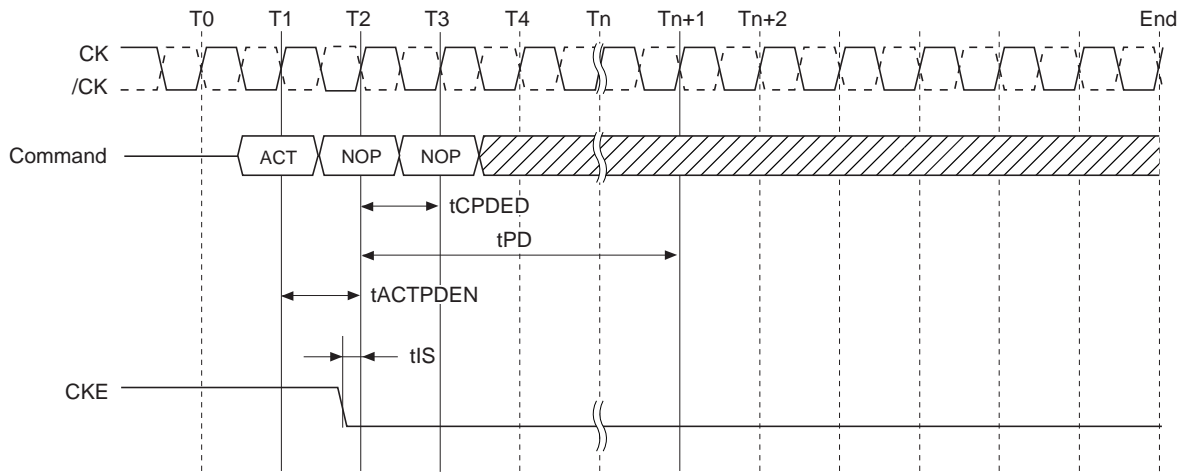 T0 T1 T2 T3 T4 Tn Tn+1 Tn+2 End
CK
/CK
Command ACT NOP NOP
tCPDED
tPD
tACTPDEN
tIS
CKE